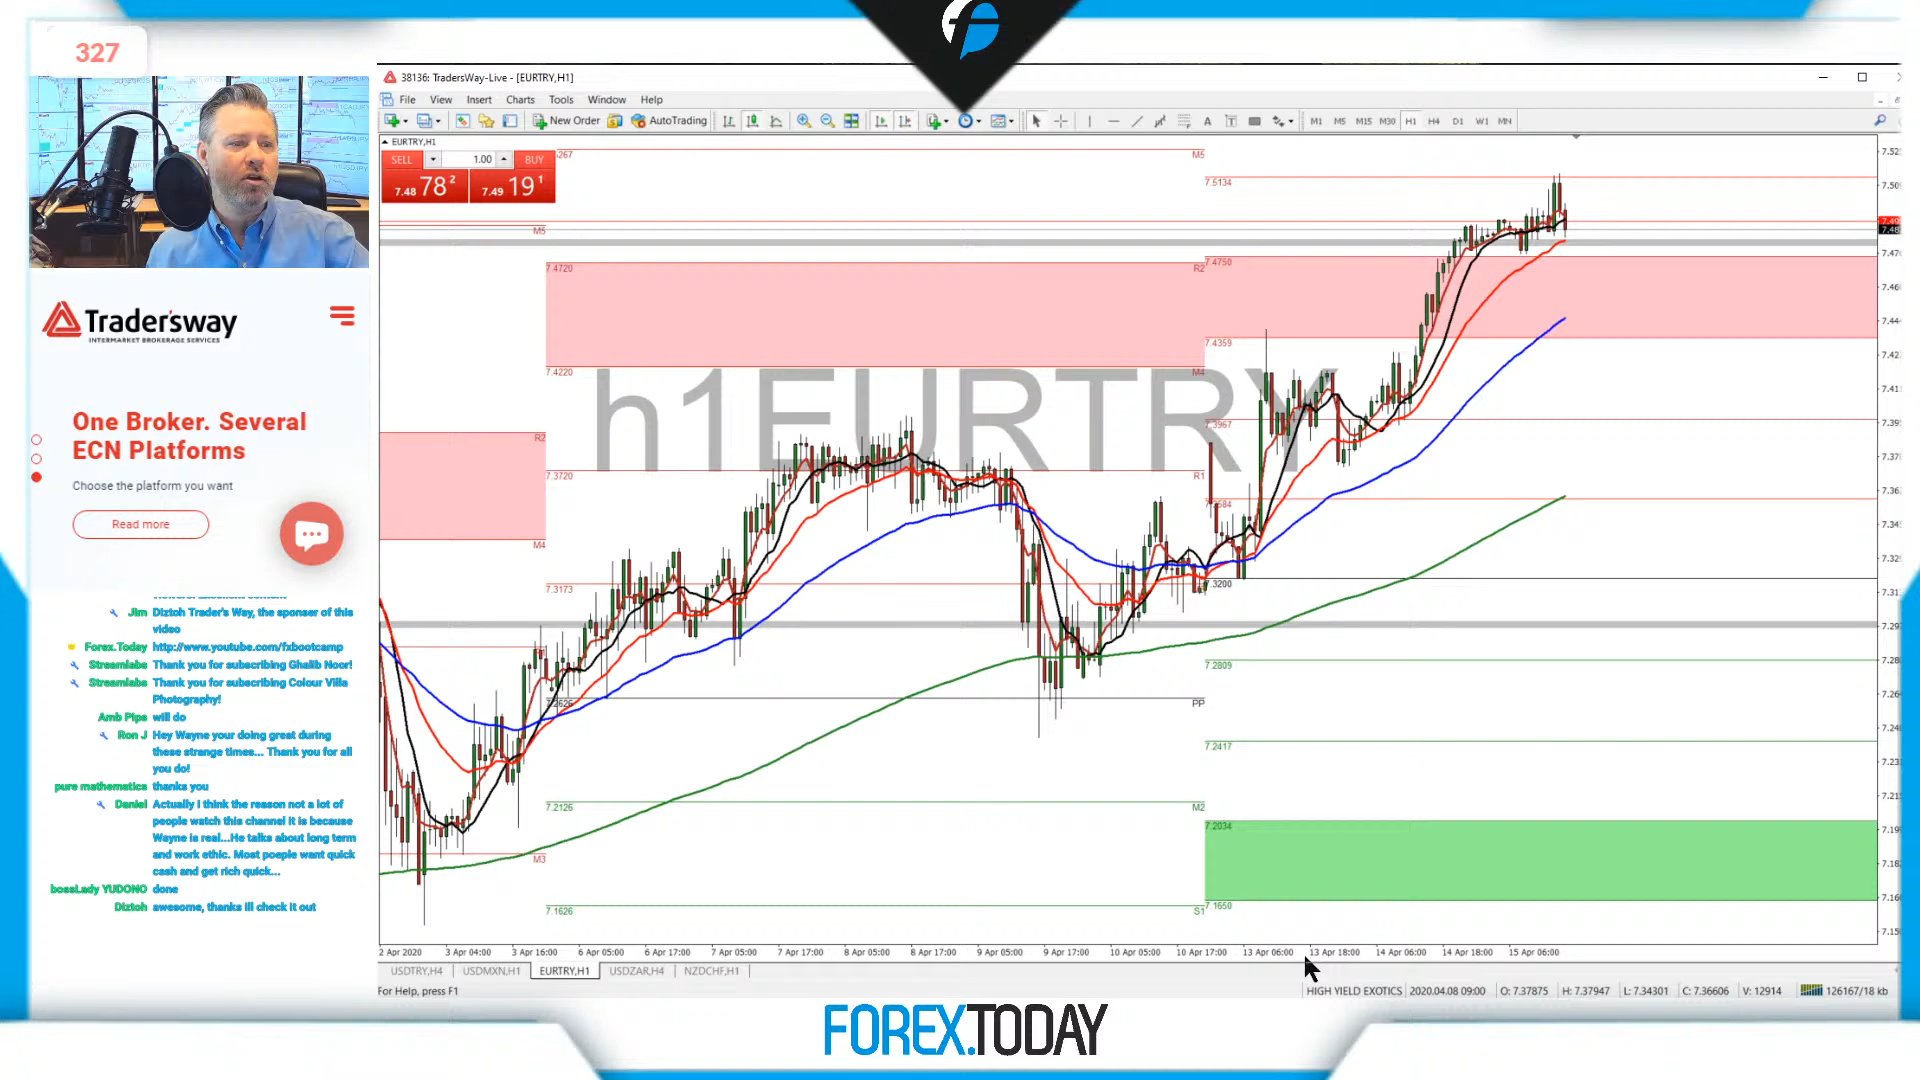 327
38136: TradersWay-Live - [EURTRY,H1]
File View Insert Charts Tools Window Help
New Order AutoTrading A T M1 M5 M15 M30 H1 H4 D1 W1 MN
EURTRY,H1
SELL 1.00 BUY
7.48 78 2 7.49 19 1
h1EURTRY
M5
R2
M4
M3
7.4720
7.4220
7.3720
7.3173
7.2626
7.2126
7.1626
M5
R2
M4
R1
PP
M2
S1
7.5134
7.4750
7.4359
7.3967
7.3200
7.2809
7.2417
7.2034
7.1650
2 Apr 2020 3 Apr 04:00 3 Apr 16:00 6 Apr 05:00 6 Apr 17:00 7 Apr 05:00 7 Apr 17:00 8 Apr 05:00 8 Apr 17:00 9 Apr 05:00 9 Apr 17:00 10 Apr 05:00 10 Apr 17:00 13 Apr 06:00 13 Apr 18:00 14 Apr 06:00 14 Apr 18:00 15 Apr 06:00
USDTRY,H4 USDMXN,H1 EURTRY,H1 USDZAR,H4 NZDCHF,H1
For Help, press F1
HIGH YIELD EXOTICS 2020.04.08 09:00 O: 7.37875 H: 7.37947 L: 7.34301 C: 7.36606 V: 12914 126167/18 kb
Trader'sway
INTERMARKET BROKERAGE SERVICES
One Broker. Several
ECN Platforms
Choose the platform you want
Read more
Jim Diztoh Trader's Way, the sponser of this
video
Forex.Today http://www.youtube.com/fxbootcamp
Streamlabs Thank you for subscribing Ghalib Noor!
Streamlabs Thank you for subscribing Colour Villa
Photography!
Amb Pips will do
Ron J Hey Wayne your doing great during
these strange times... Thank you for all
you do!
pure mathematics thanks you
Daniel Actually i think the reason not a lot of
people watch this channel it is because
Wayne is real...He talks about long term
and work ethic. Most poeple want quick
cash and get rich quick...
bossLady YUDONO done
Diztoh awesome, thanks ill check it out
FOREX.TODAY